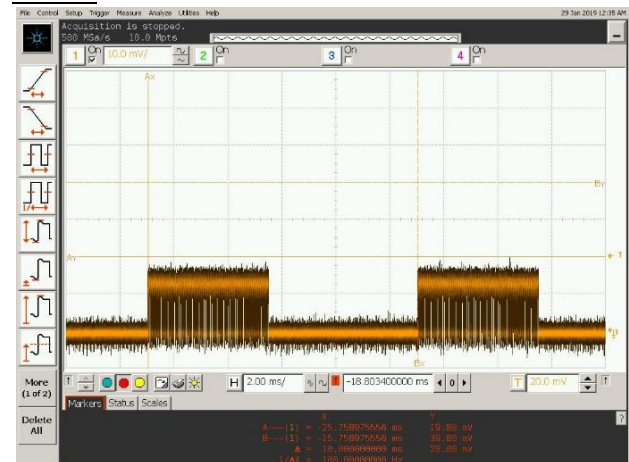 File Control Setup Trigger Measure Analyze Utilities Help 29 Jan 2019 12:35 AM
Acquisition is stopped.
500 MSa/s 10.0 Mpts
1 On 10.0 mV/ 2 On 3 On 4 On
Ax
By
Ay
T
Bx
More
(1 of 2)
Delete
All
H 2.00 ms/ -18.803400000 ms 0 T 20.0 mV
Markers Status Scales ?
X Y
A---(1) = -25.758975556 ms 19.80 mV
B---(1) = -15.758975556 ms 39.80 mV
Δ = 10.000000000 ms 20.00 mV
1/ΔX = 100.00000000 Hz